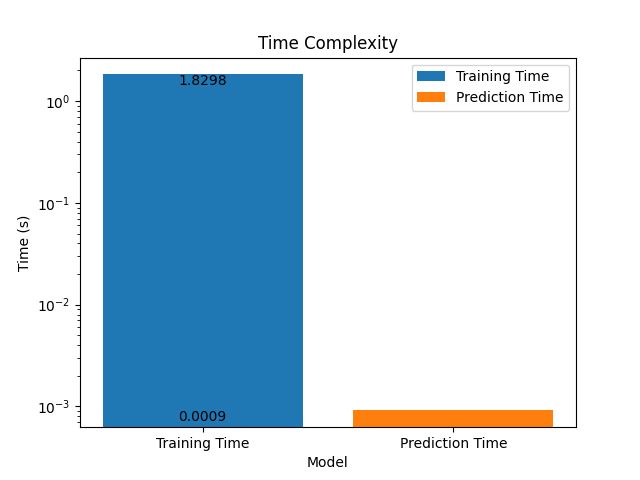 Time Complexity
1.8298
Training Time
Prediction Time
10⁰
10⁻¹
10⁻²
10⁻³
Time (s)
0.0009
Training Time
Prediction Time
Model